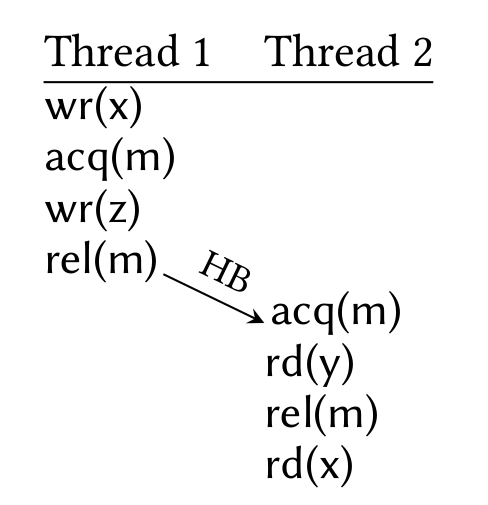 Thread 1 Thread 2
wr(x)
acq(m)
wr(z)
rel(m)
HB
acq(m)
rd(y)
rel(m)
rd(x)